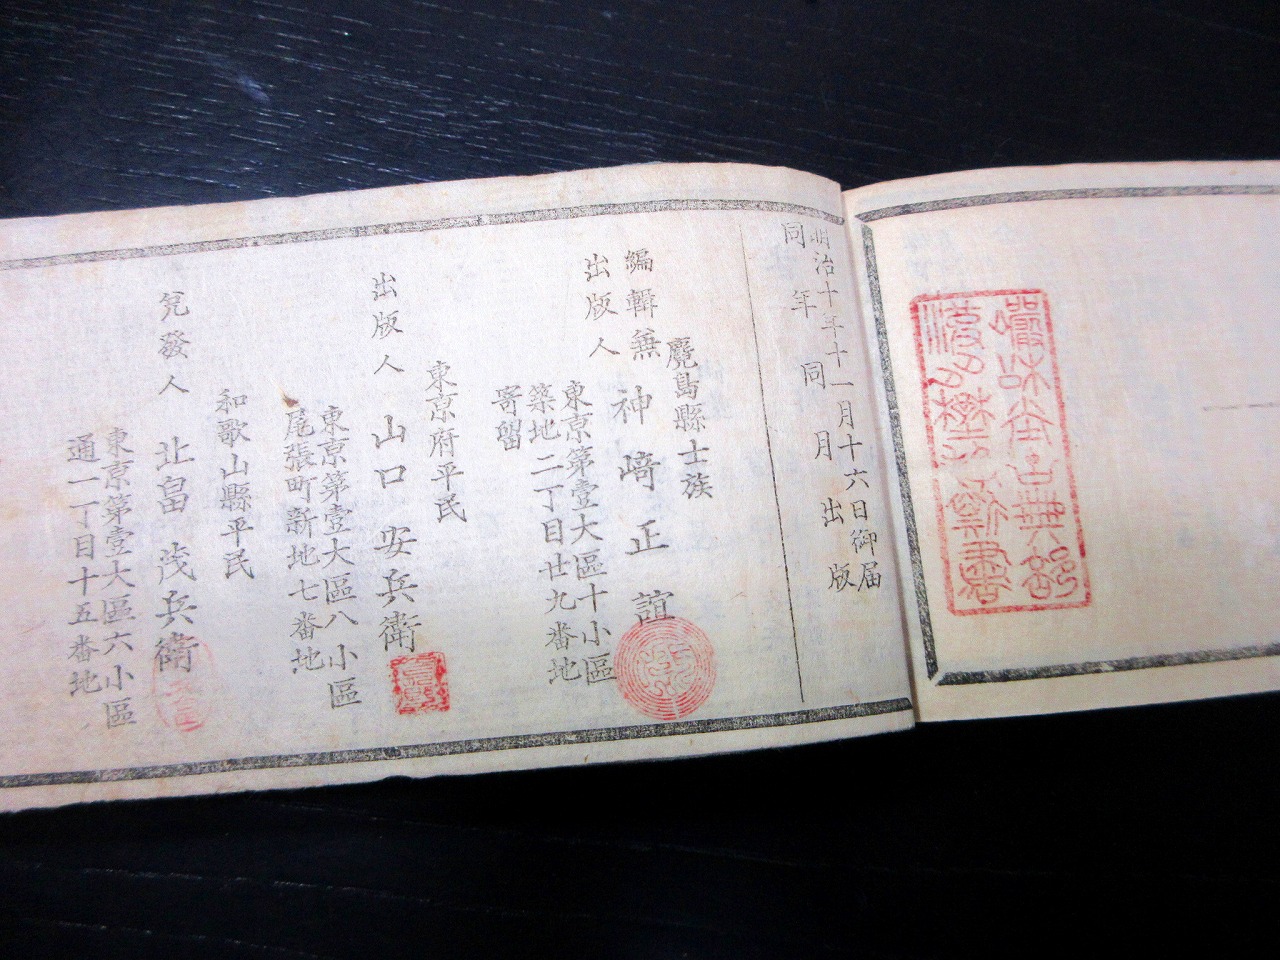 明治十年十一月十六日御届
同年同月出版
麑島縣士族
編輯兼
出版人
神﨑正誼
東京第壹大區十小區
築地二丁目廿九番地
寄留
東京府平民
出版人
山口安兵衛
東京第壹大區八小區
尾張町新地七番地
和歌山縣平民
兌發人
北畠茂兵衛
東京第壹大區六小區
通一丁目十五番地